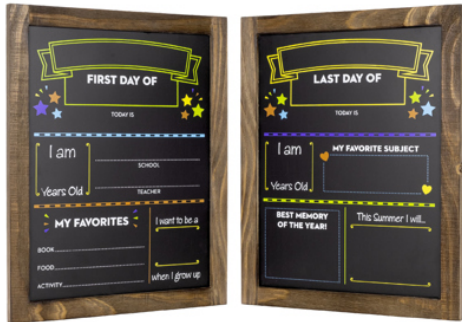 FIRST DAY OF
TODAY IS
I am
Years Old
SCHOOL
TEACHER
MY FAVORITES
BOOK
FOOD
ACTIVITY
I want to be a
when I grow up
LAST DAY OF
TODAY IS
I am
Years Old
MY FAVORITE SUBJECT
BEST MEMORY
OF THE YEAR!
This Summer I will...